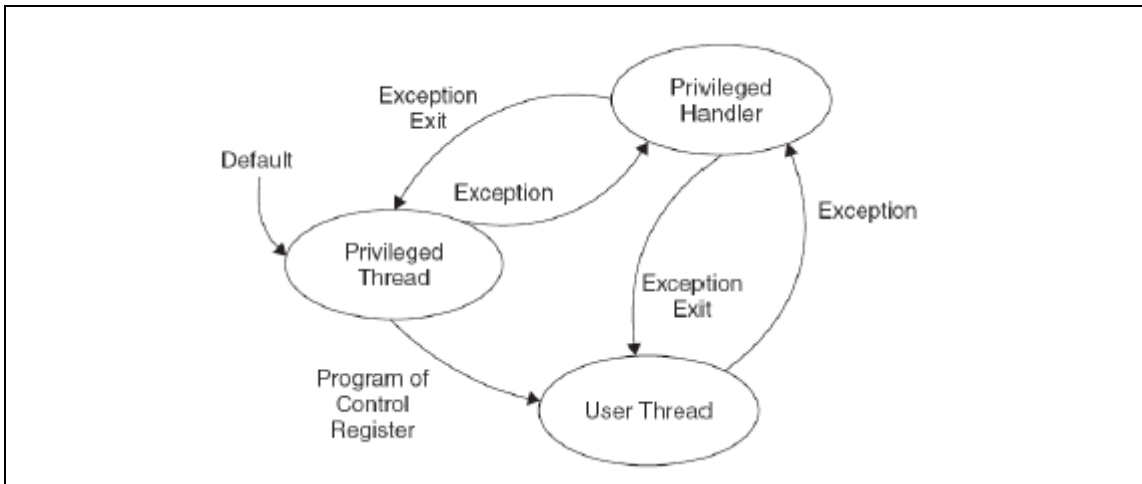 Privileged
Handler
Exception
Exit
Default
Exception
Exception
Privileged
Thread
Exception
Exit
Program of
Control
Register
User Thread